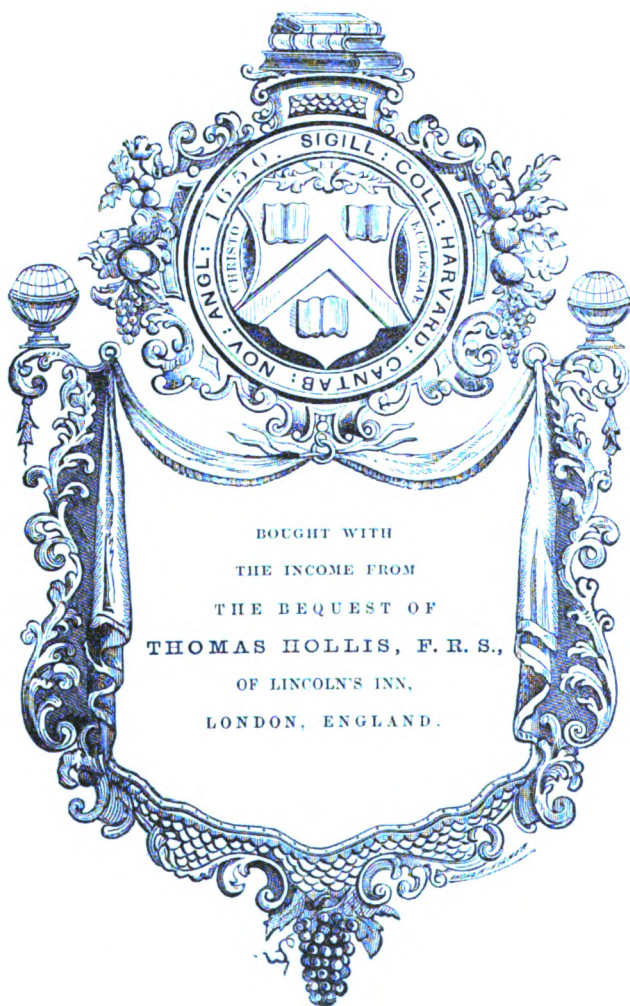 SIGILL: COLL: HARVARD: CANTAB: NOV: ANGL: 1650.
CHRISTO
ET
ECCLESIAE
BOUGHT WITH
THE INCOME FROM
THE BEQUEST OF
THOMAS HOLLIS, F. R. S.,
OF LINCOLN'S INN,
LONDON, ENGLAND.